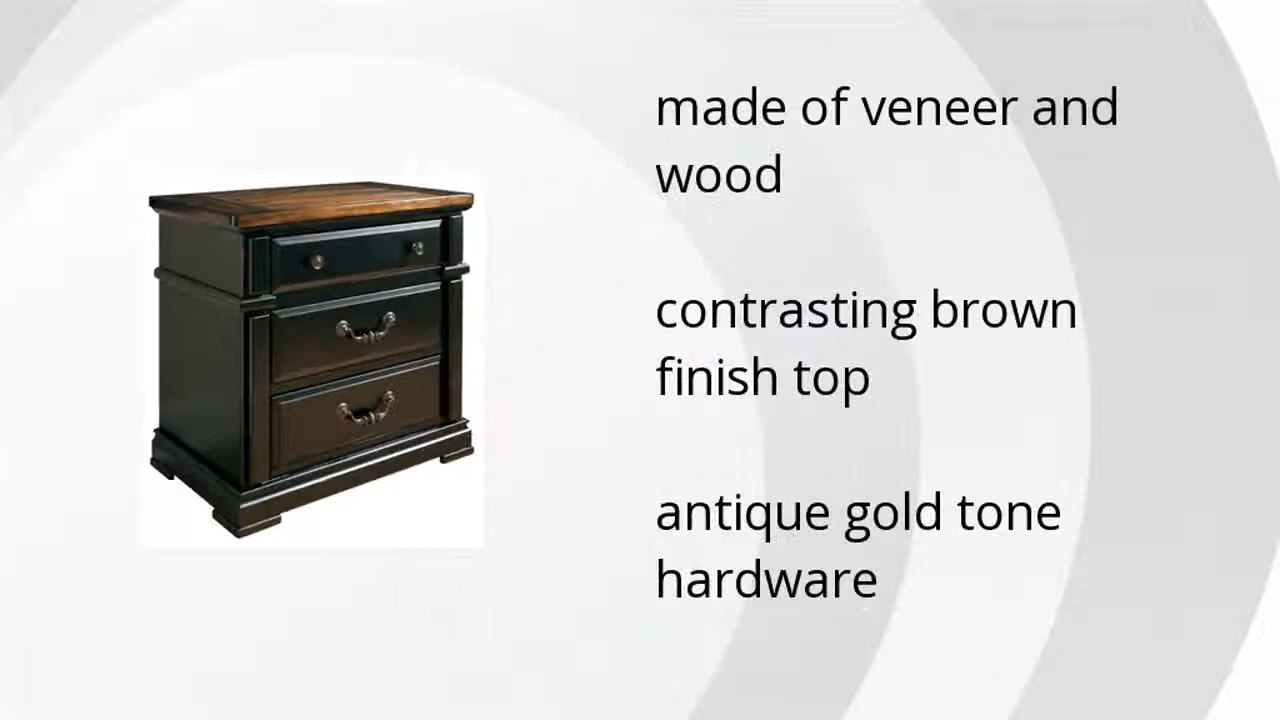 made of veneer and
wood
contrasting brown
finish top
antique gold tone
hardware